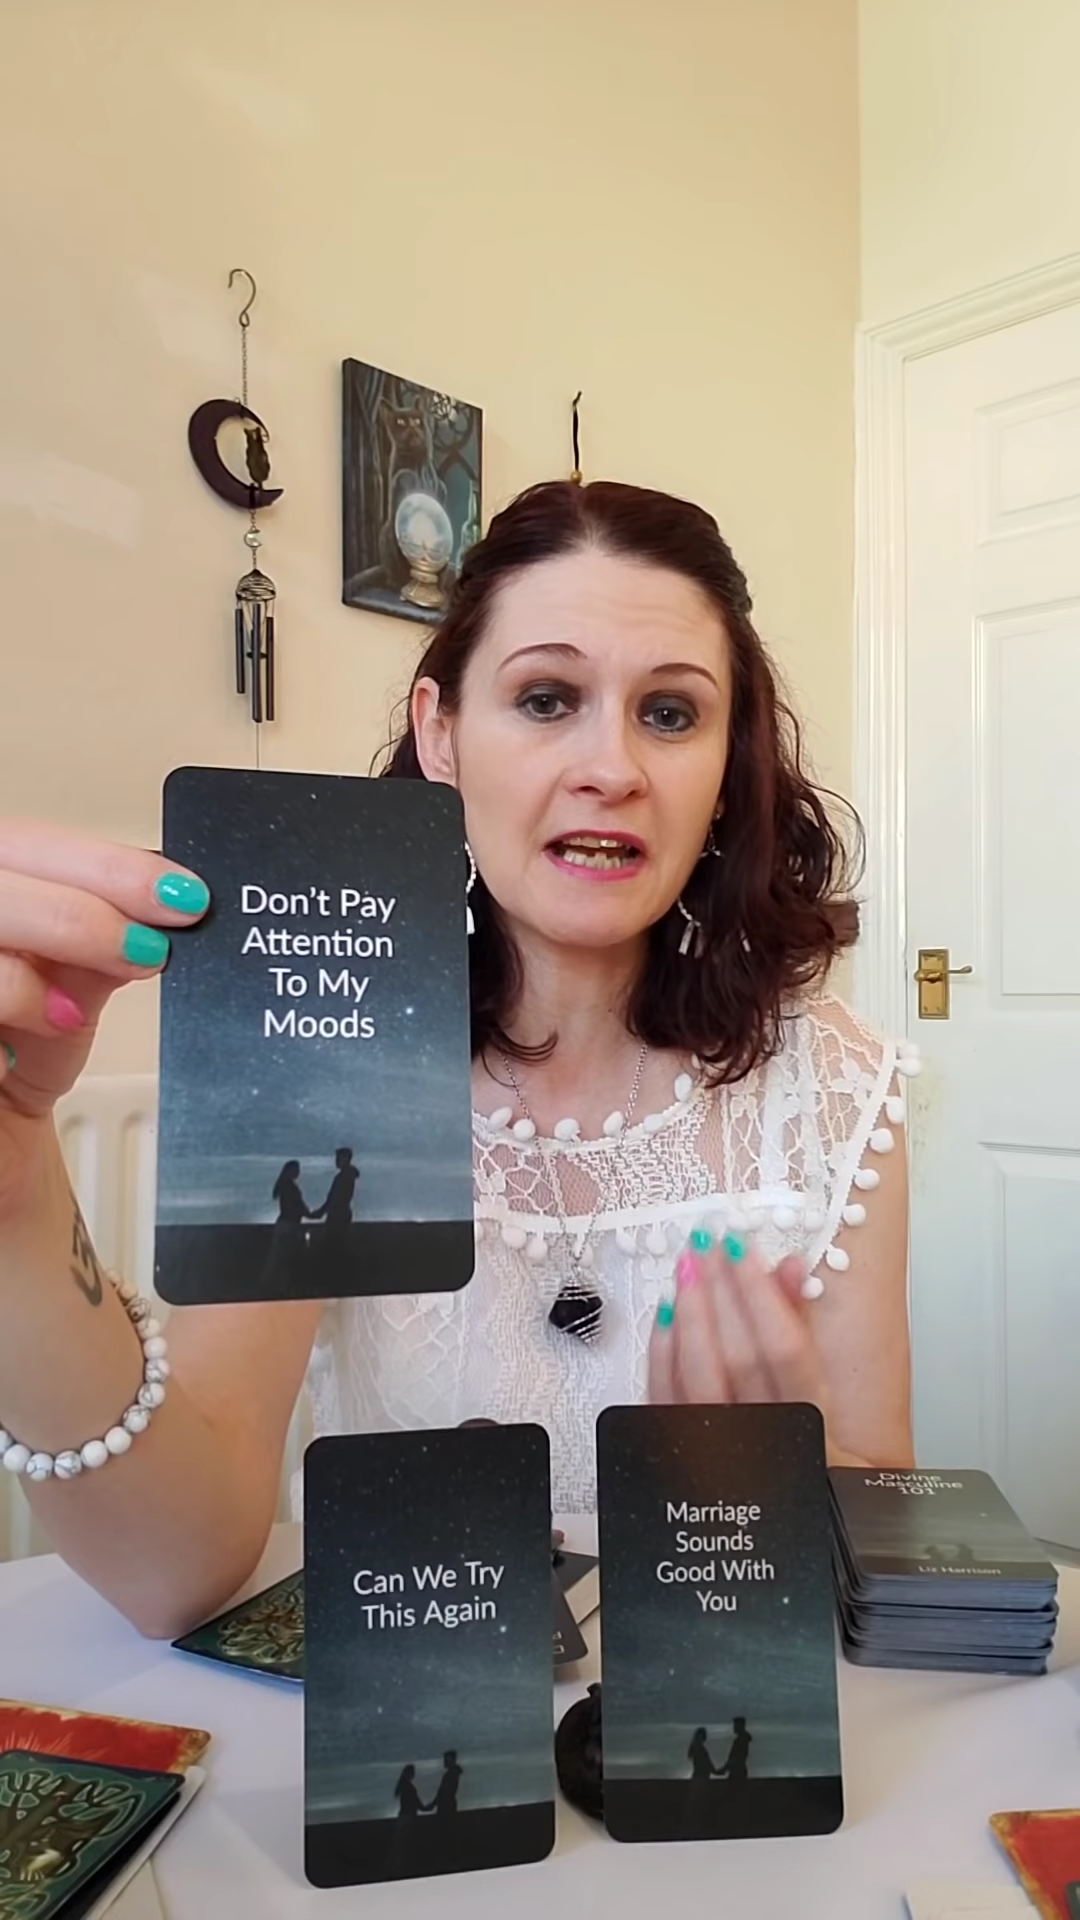 Don't Pay
Attention
To My
Moods
Can We Try
This Again
Marriage
Sounds
Good With
You
Divine
Masculine
101
Liz Harrison